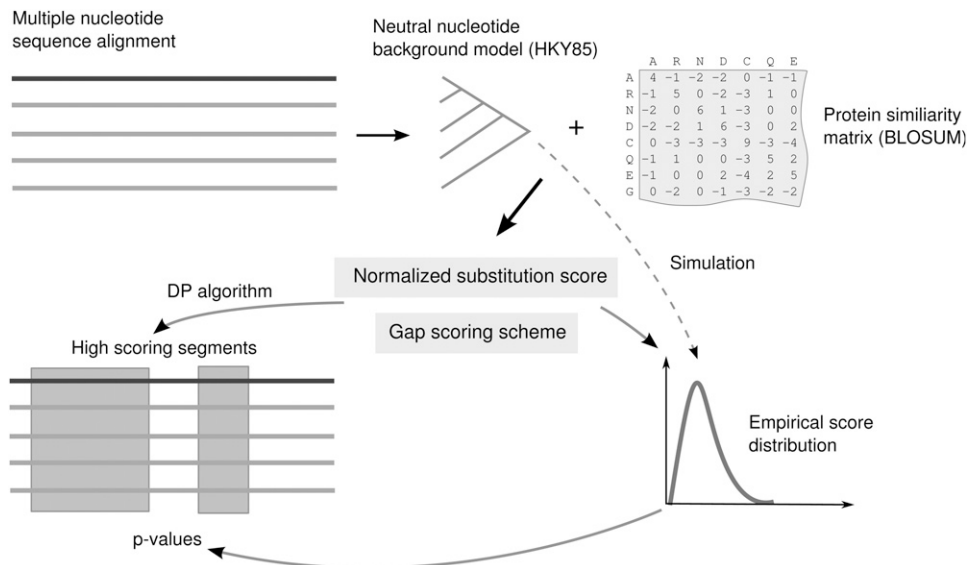 Multiple nucleotide
sequence alignment
Neutral nucleotide
background model (HKY85)
A R N D C Q E
A 4 -1 -2 -2 0 -1 -1
R -1 5 0 -2 -3 1 0
N -2 0 6 1 -3 0 0
D -2 -2 1 6 -3 0 2
C 0 -3 -3 -3 9 -3 -4
Q -1 1 0 0 -3 5 2
E -1 0 0 2 -4 2 5
G 0 -2 0 -1 -3 -2 -2
+
Protein similiarity
matrix (BLOSUM)
Simulation
Normalized substitution score
Gap scoring scheme
DP algorithm
High scoring segments
Empirical score
distribution
p-values